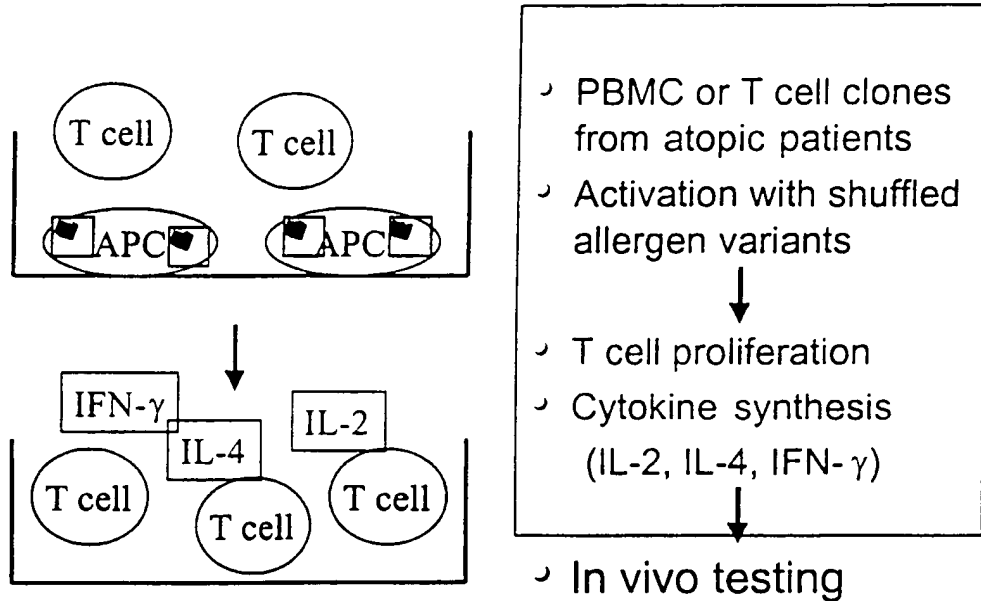 T cell
T cell
APC
APC
IFN-γ
IL-4
IL-2
T cell
T cell
T cell
PBMC or T cell clones
from atopic patients
Activation with shuffled
allergen variants
T cell proliferation
Cytokine synthesis
(IL-2, IL-4, IFN- γ)
In vivo testing